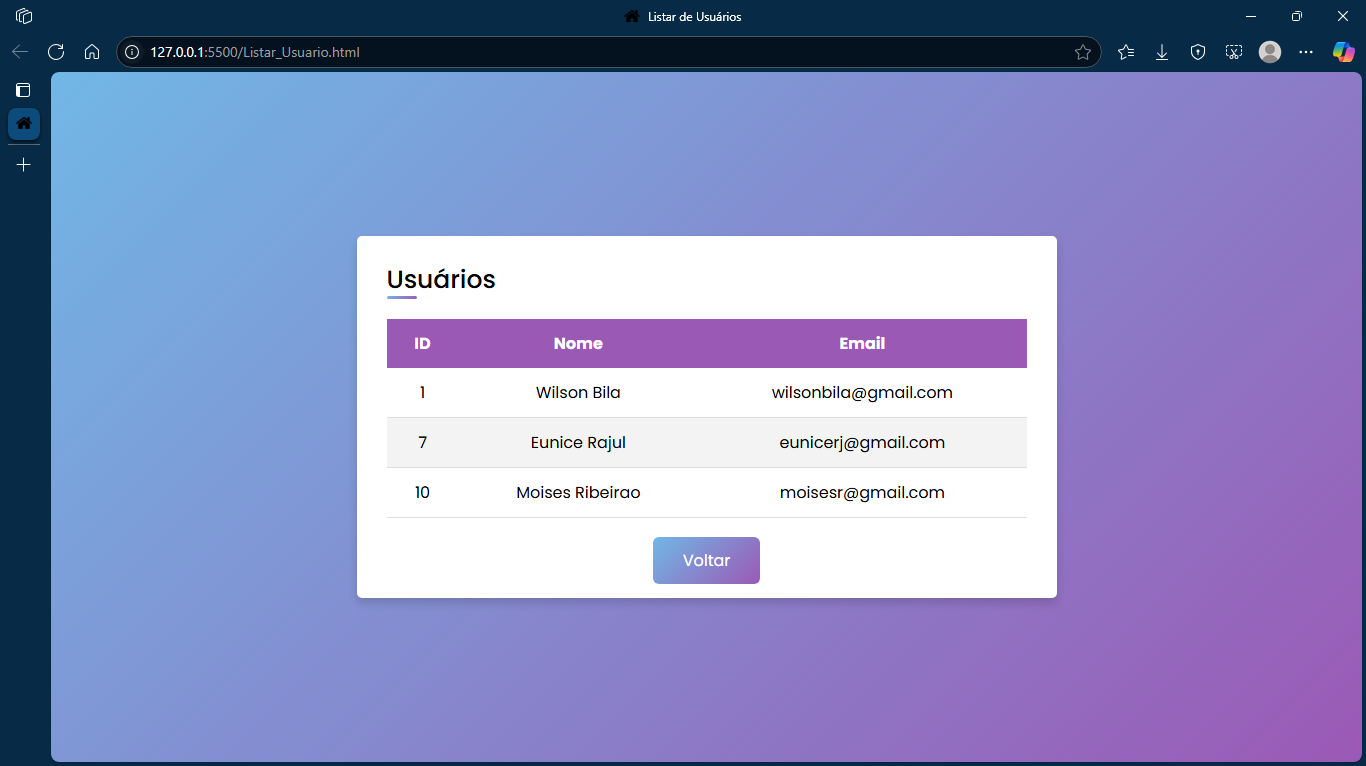 Listar de Usuários
127.0.0.1:5500/Listar_Usuario.html
Usuários
ID Nome Email
1 Wilson Bila wilsonbila@gmail.com
7 Eunice Rajul eunicerj@gmail.com
10 Moises Ribeirao moisesr@gmail.com
Voltar